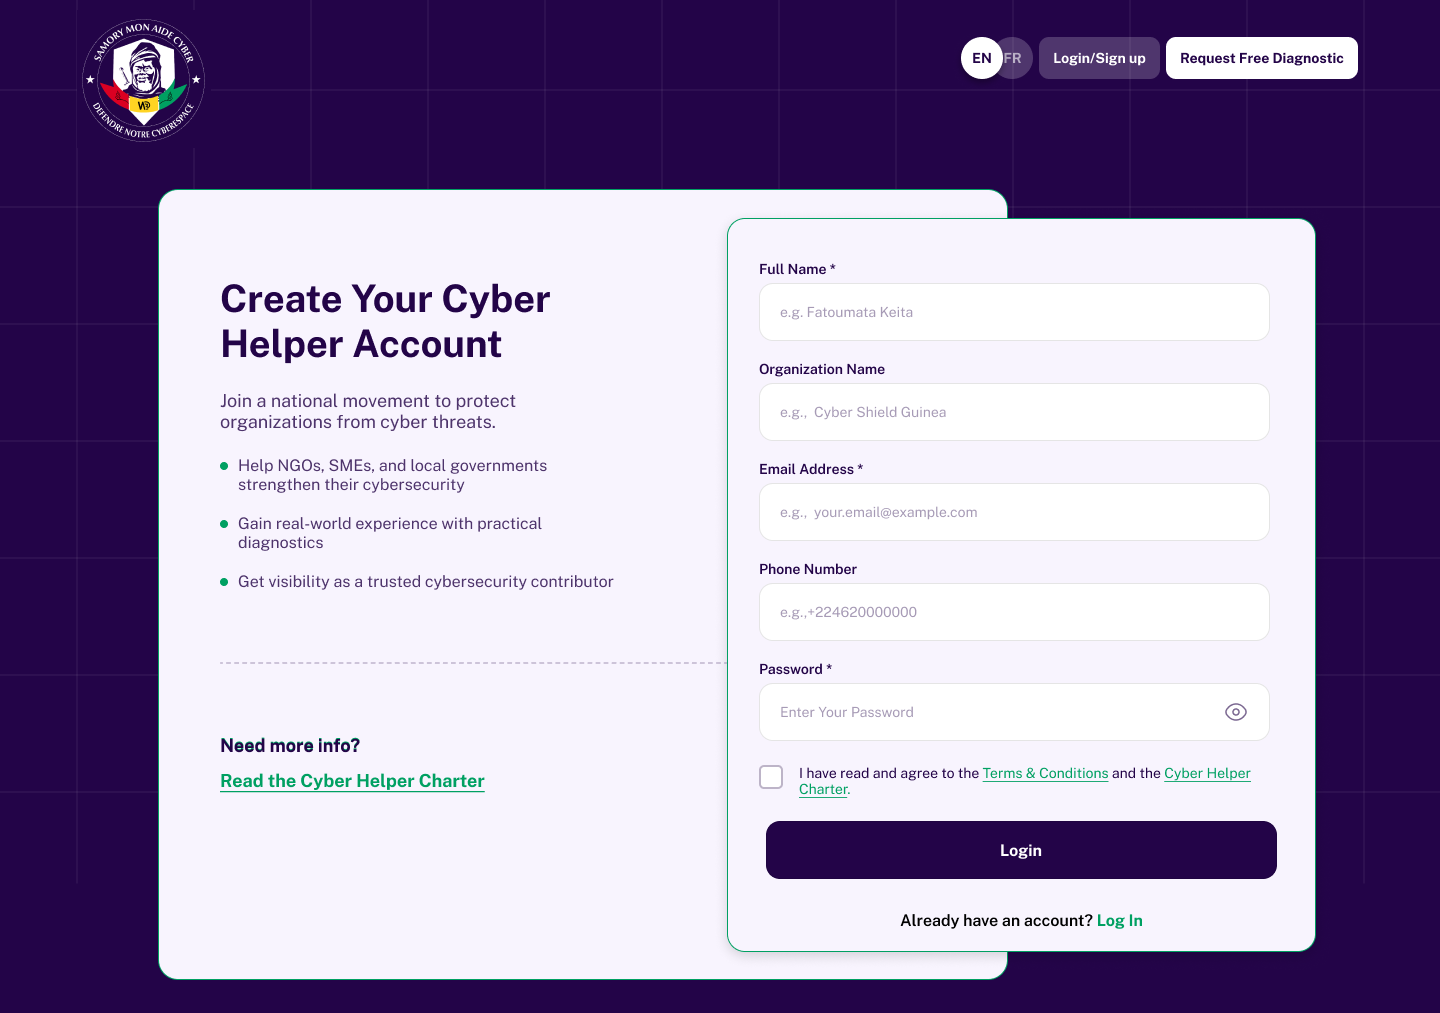 SAMORY MON AIDE CYBER
DEFENDRE NOTRE CYBERESPACE
EN
FR
Login/Sign up
Request Free Diagnostic
Create Your Cyber
Helper Account
Join a national movement to protect
organizations from cyber threats.
Help NGOs, SMEs, and local governments
strengthen their cybersecurity
Gain real-world experience with practical
diagnostics
Get visibility as a trusted cybersecurity contributor
Need more info?
Read the Cyber Helper Charter
Full Name *
e.g. Fatoumata Keita
Organization Name
e.g., Cyber Shield Guinea
Email Address *
e.g., your.email@example.com
Phone Number
e.g.,+224620000000
Password *
Enter Your Password
I have read and agree to the Terms & Conditions and the Cyber Helper
Charter.
Login
Already have an account? Log In